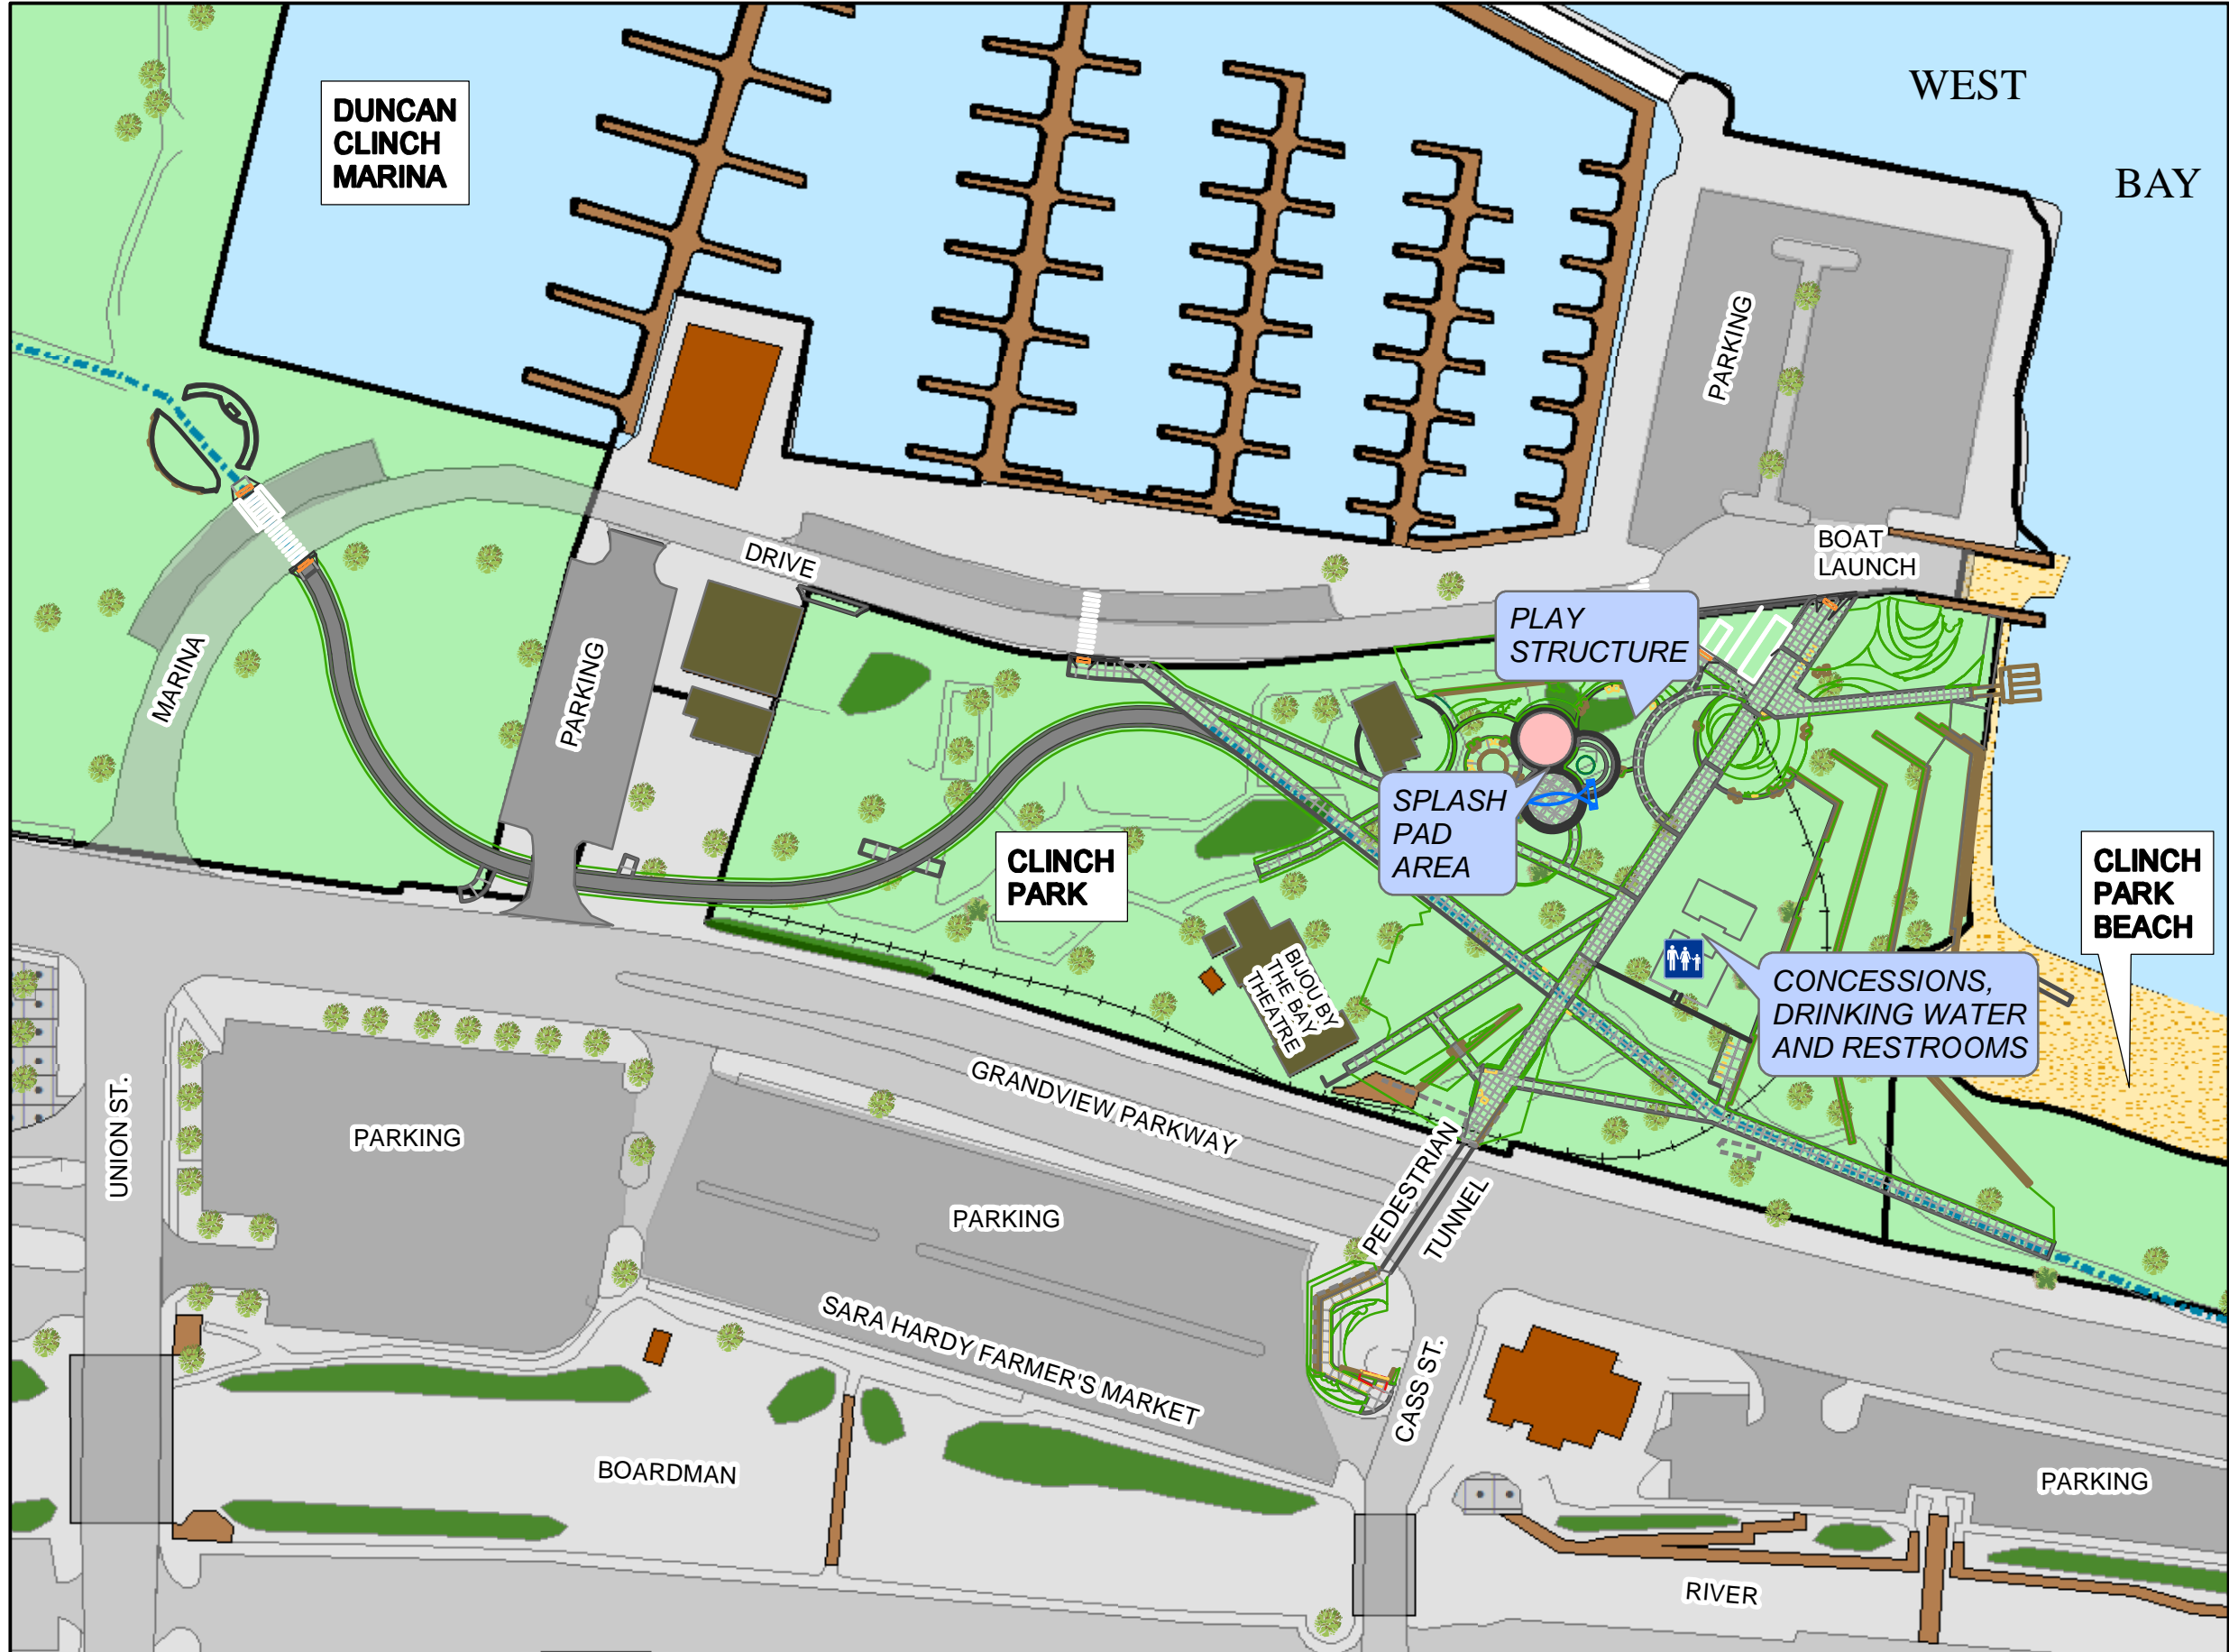 WEST
BAY
DUNCAN
CLINCH
MARINA
PARKING
BOAT
LAUNCH
DRIVE
PLAY
STRUCTURE
MARINA
PARKING
SPLASH
PAD
AREA
CLINCH
PARK
CLINCH
PARK
BEACH
BIJOU BY
THE BAY
THEATRE
CONCESSIONS,
DRINKING WATER
AND RESTROOMS
GRANDVIEW PARKWAY
UNION ST.
PARKING
PARKING
PEDESTRIAN
TUNNEL
SARA HARDY FARMER'S MARKET
CASS ST.
BOARDMAN
PARKING
RIVER